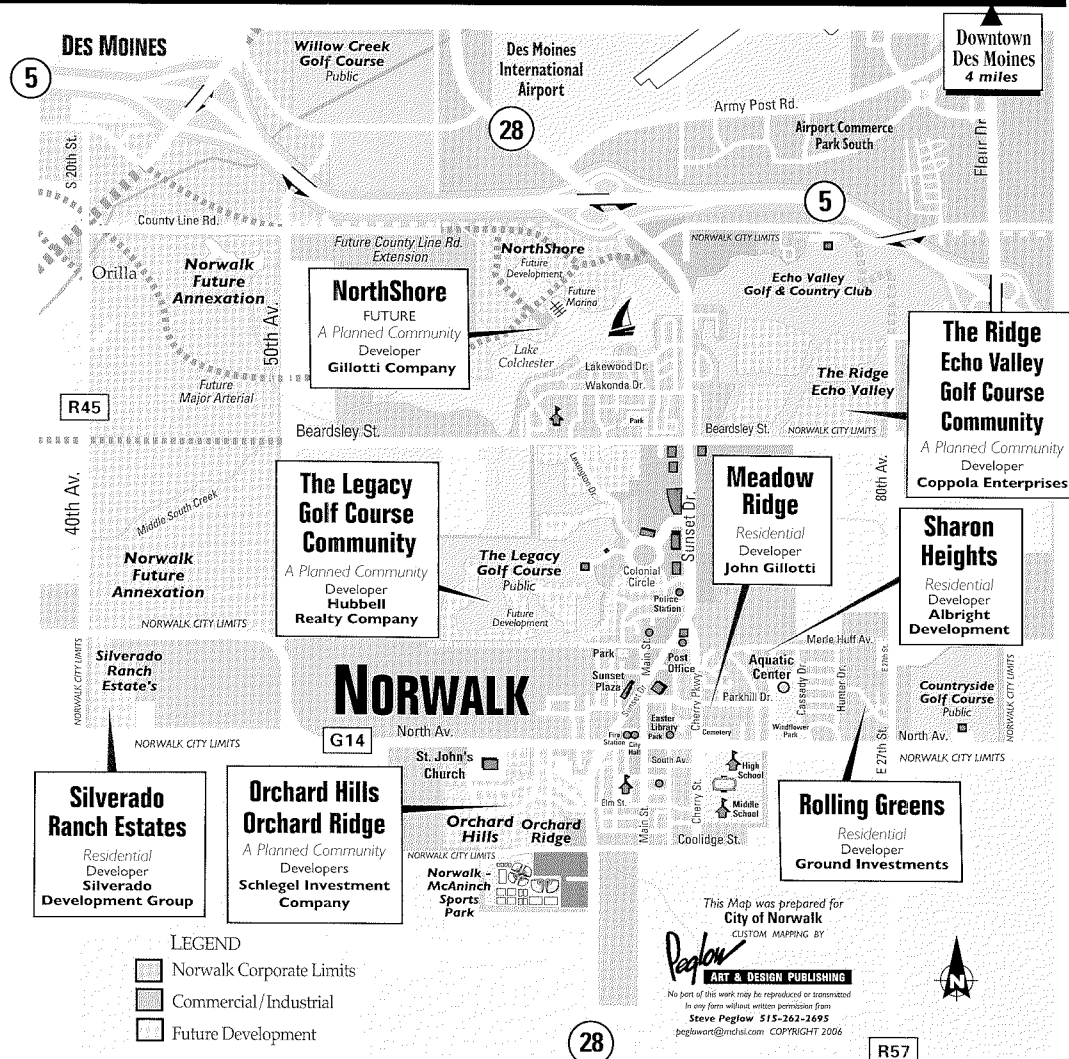 DES MOINES
5
Willow Creek
Golf Course
Public
Des Moines
International
Airport
28
Downtown
Des Moines
4 miles
Army Post Rd.
Airport Commerce
Park South
Fleur Dr
S 20th St.
County Line Rd.
5
Future County Line Rd.
Extension
NorthShore
Future
Development
Future
Marina
NORWALK CITY LIMITS
Echo Valley
Golf & Country Club
Orilla
Norwalk
Future
Annexation
50th Av.
NorthShore
FUTURE
A Planned Community
Developer
Gillotti Company
Lake
Colchester
Lakewood Dr.
Wakonda Dr.
The Ridge
Echo Valley
The Ridge
Echo Valley
Golf Course
Community
A Planned Community
Developer
Coppola Enterprises
Future
Major Arterial
R45
Beardsley St.
Park
Beardsley St.
NORWALK CITY LIMITS
40th Av.
80th Av.
Middle South Creek
The Legacy
Golf Course
Community
A Planned Community
Developer
Hubbell
Realty Company
Lexington Dr.
Sunset Dr.
Meadow
Ridge
Residential
Developer
John Gillotti
Sharon
Heights
Residential
Developer
Albright
Development
Norwalk
Future
Annexation
NORWALK CITY LIMITS
The Legacy
Golf Course
Public
Future
Development
Colonial
Circle
Police
Station
Merle Huff Av.
NORWALK CITY LIMITS
Silverado
Ranch
Estate's
Park
Sunset
Plaza
Main St.
Post
Office
Sunset Dr.
Cherry Pkwy.
Aquatic
Center
Parkhill Dr.
Cassady Dr.
Hunter Dr.
E 27th St.
Countryside
Golf Course
Public
NORWALK CITY LIMITS
NORWALK
NORWALK CITY LIMITS
G14
North Av.
Fire
Station
City
Hall
Easter
Library
Park
Cemetery
Windflower
Park
E 27th St.
North Av.
NORWALK CITY LIMITS
St. John's
Church
South Av.
High
School
Elm St.
Main St.
Cherry St.
Middle
School
Coolidge St.
Silverado
Ranch Estates
Residential
Developer
Silverado
Development Group
Orchard Hills
Orchard Ridge
A Planned Community
Developers
Schlegel Investment
Company
Orchard
Hills
Orchard
Ridge
NORWALK CITY LIMITS
Norwalk -
McAninch
Sports
Park
Rolling Greens
Residential
Developer
Ground Investments
LEGEND
Norwalk Corporate Limits
Commercial/Industrial
Future Development
This Map was prepared for
City of Norwalk
CUSTOM MAPPING BY
Peglow
ART & DESIGN PUBLISHING
No part of this work may be reproduced or transmitted
in any form without written permission from
Steve Peglow 515-262-2695
peglowart@mchsi.com COPYRIGHT 2006
N
28
R57